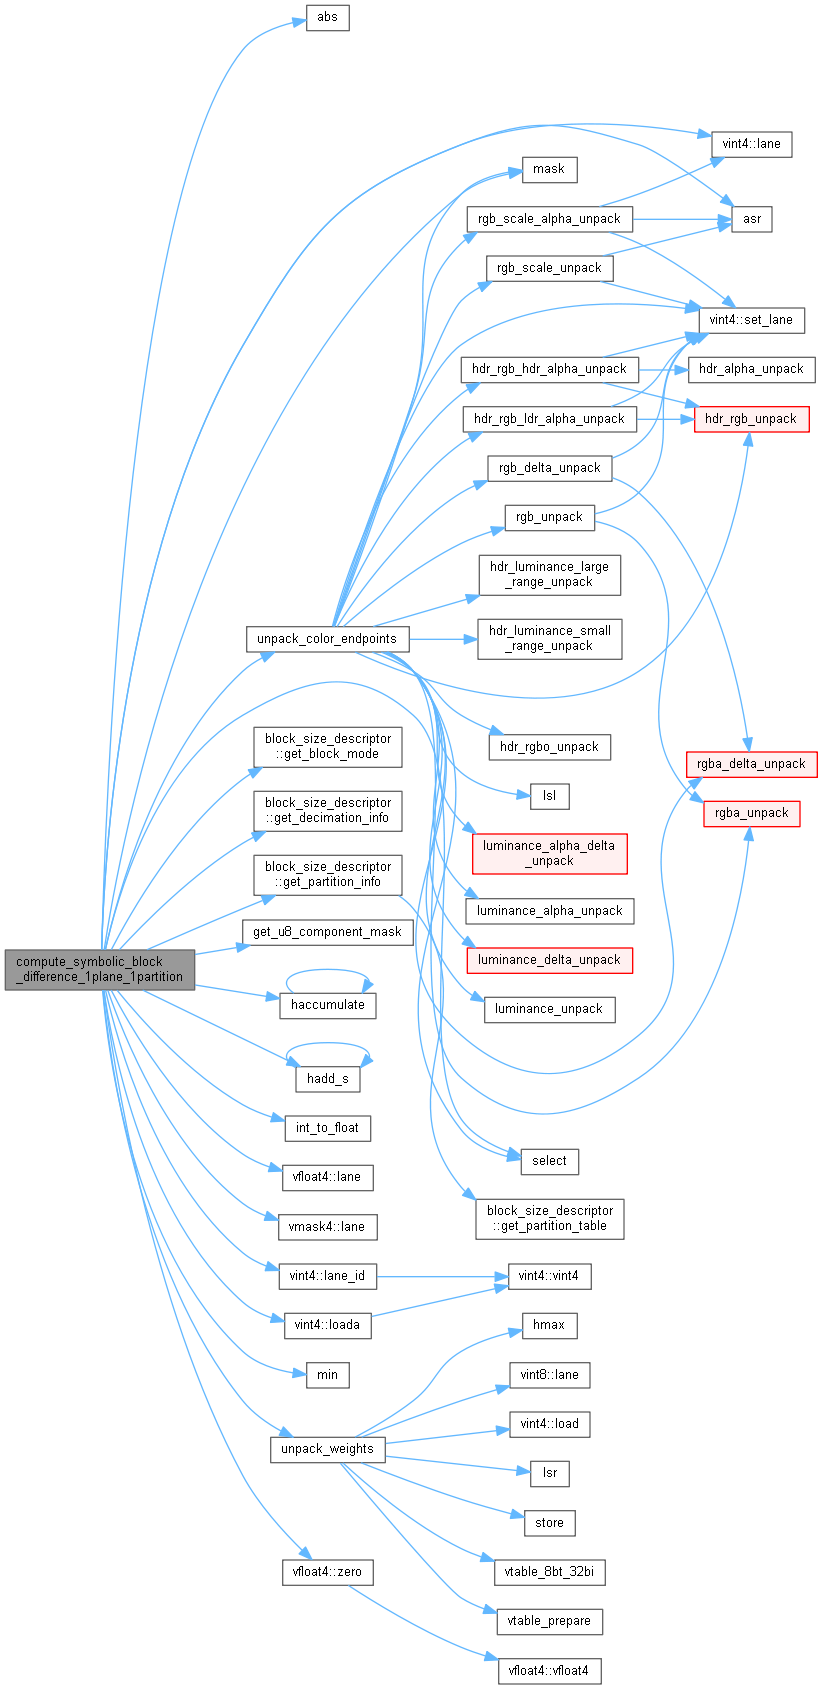 abs
vint4::lane
mask
rgb_scale_alpha_unpack
asr
rgb_scale_unpack
vint4::set_lane
hdr_rgb_hdr_alpha_unpack
hdr_alpha_unpack
hdr_rgb_ldr_alpha_unpack
hdr_rgb_unpack
rgb_delta_unpack
rgb_unpack
hdr_luminance_large
_range_unpack
unpack_color_endpoints
hdr_luminance_small
_range_unpack
block_size_descriptor
::get_block_mode
hdr_rgbo_unpack
rgba_delta_unpack
lsl
block_size_descriptor
::get_decimation_info
rgba_unpack
luminance_alpha_delta
_unpack
block_size_descriptor
::get_partition_info
luminance_alpha_unpack
get_u8_component_mask
luminance_delta_unpack
compute_symbolic_block
_difference_1plane_1partition
haccumulate
luminance_unpack
hadd_s
int_to_float
select
vfloat4::lane
block_size_descriptor
::get_partition_table
vmask4::lane
vint4::lane_id
vint4::vint4
vint4::loada
hmax
min
vint8::lane
vint4::load
unpack_weights
lsr
store
vfloat4::zero
vtable_8bt_32bi
vtable_prepare
vfloat4::vfloat4